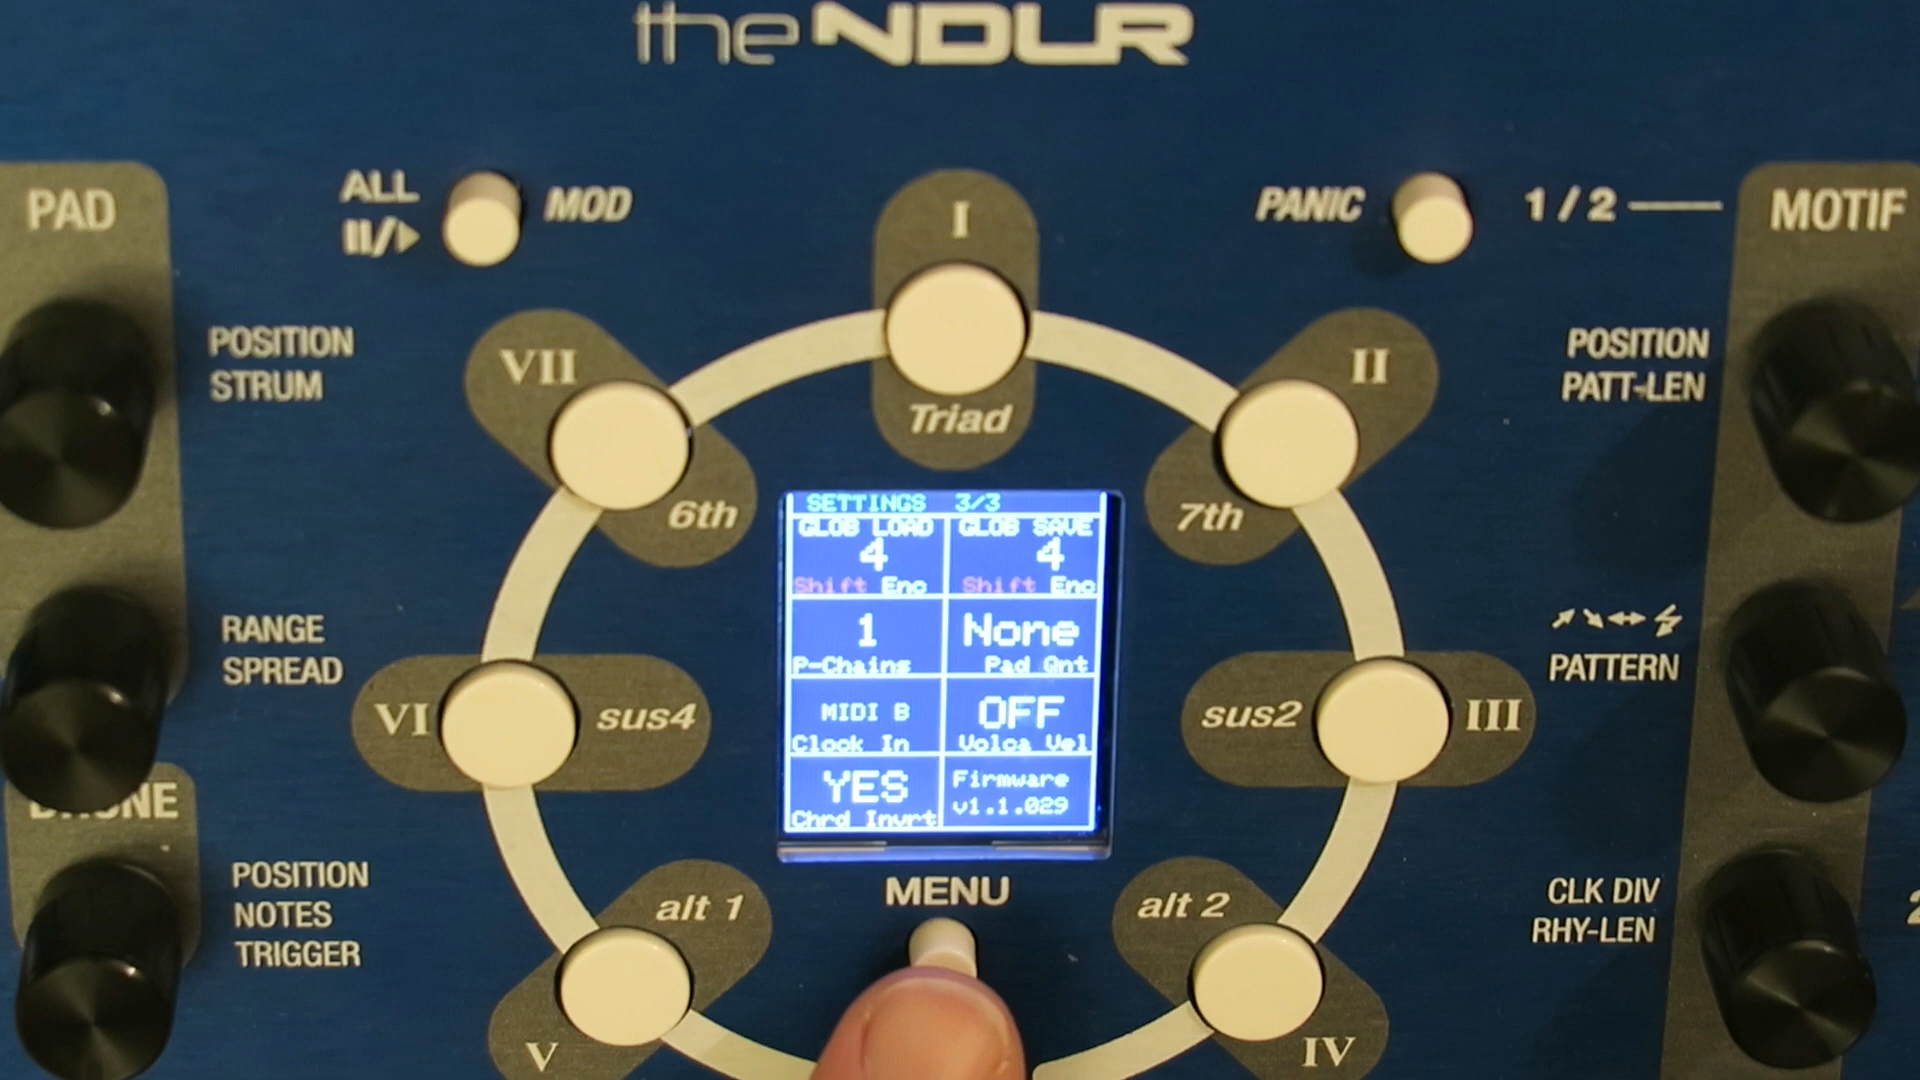 the NDLR
PAD
ALL
II/▶
MOD
I
PANIC
1 / 2
MOTIF
POSITION
STRUM
VII
II
POSITION
PATT-LEN
Triad
6th
7th
SETTINGS 3/3
GLOB LOAD
GLOB SAVE
4
4
Shift Enc
Shift Enc
1
None
P-Chains
Pad Qnt
RANGE
SPREAD
PATTERN
VI
sus4
sus2
III
MIDI B
OFF
Clock In
Volca Vel
YES
Firmware
v1.1.029
Chrd Invrt
POSITION
NOTES
TRIGGER
alt 1
MENU
alt 2
CLK DIV
RHY-LEN
V
IV